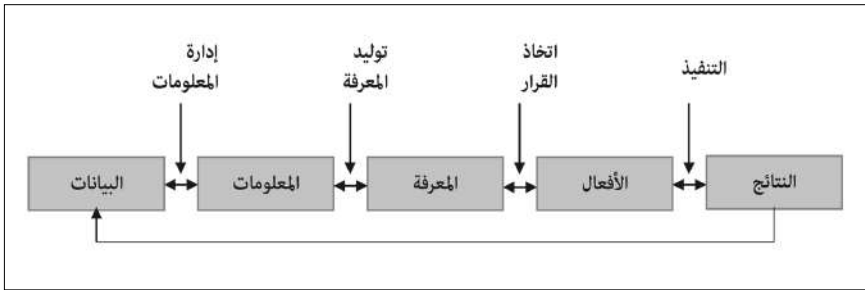 إدارة
المعلومات
توليد
المعرفة
اتخاذ
القرار
التنفيذ
البيانات
المعلومات
المعرفة
الأفعال
النتائج